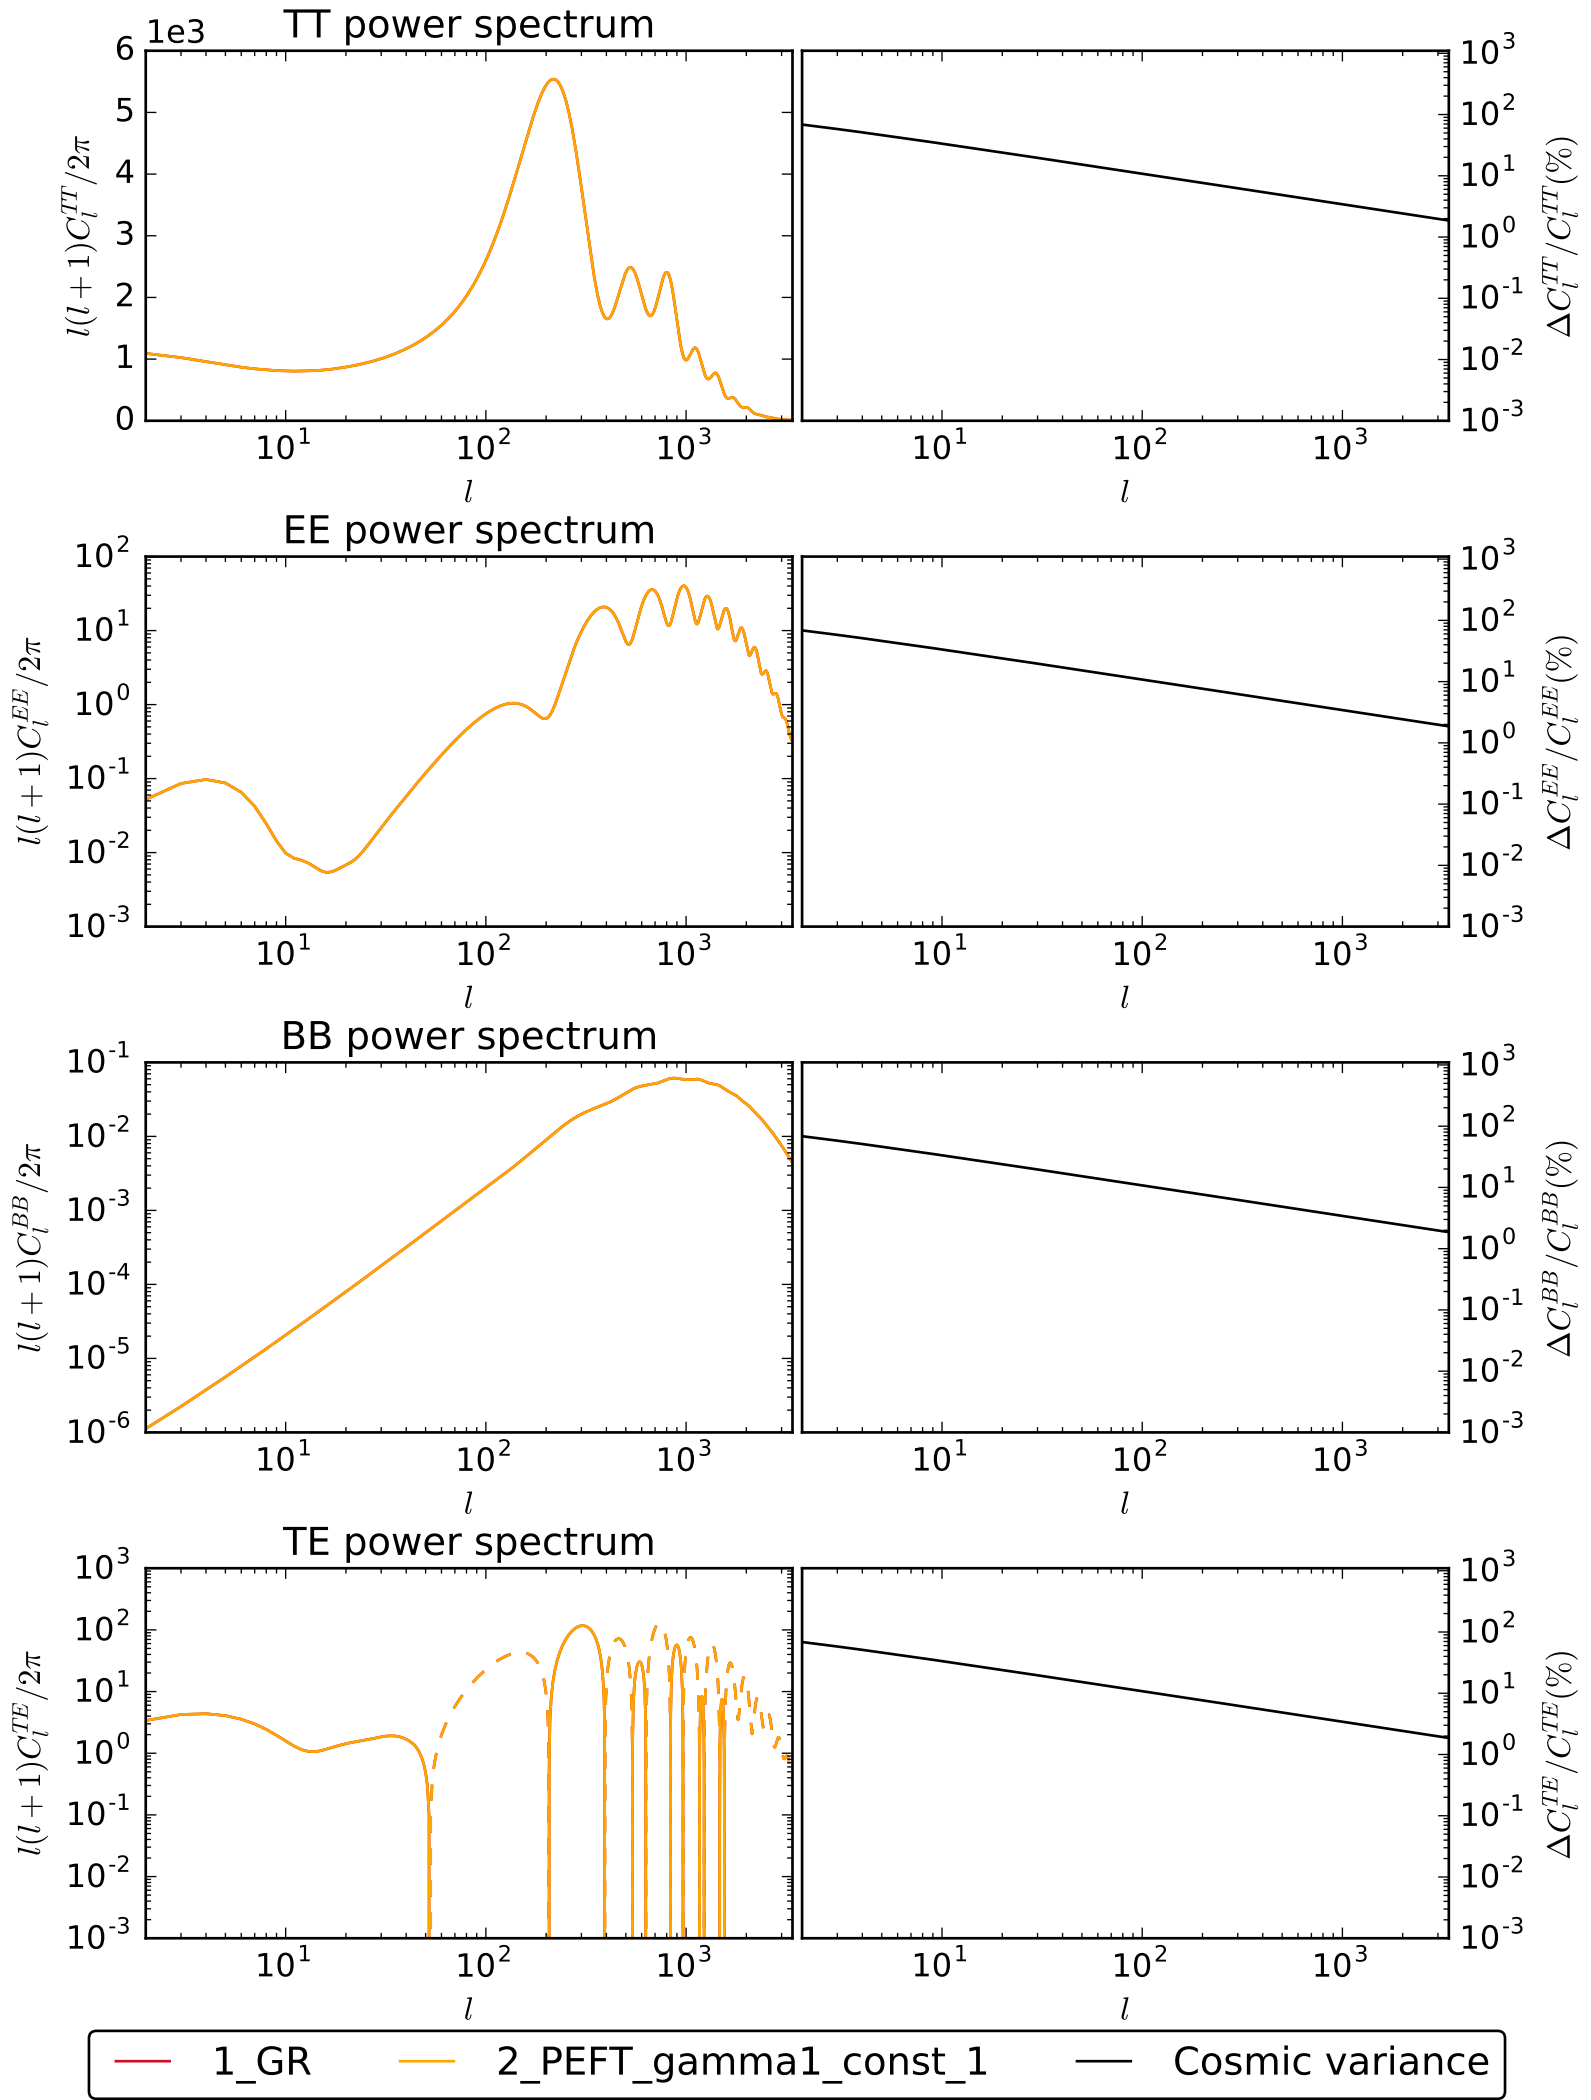 TT power spectrum
1e3
6
5
4
3
2
1
0
l(l + 1)C_l^{TT}/2π
10^1 10^2 10^3
l
10^3
10^2
10^1
10^0
10^-1
10^-2
10^-3
ΔC_l^{TT}/C_l^{TT}(%)
10^1 10^2 10^3
l
EE power spectrum
10^2
10^1
10^0
10^-1
10^-2
10^-3
l(l + 1)C_l^{EE}/2π
10^1 10^2 10^3
l
10^3
10^2
10^1
10^0
10^-1
10^-2
10^-3
ΔC_l^{EE}/C_l^{EE}(%)
10^1 10^2 10^3
l
BB power spectrum
10^-1
10^-2
10^-3
10^-4
10^-5
10^-6
l(l + 1)C_l^{BB}/2π
10^1 10^2 10^3
l
10^3
10^2
10^1
10^0
10^-1
10^-2
10^-3
ΔC_l^{BB}/C_l^{BB}(%)
10^1 10^2 10^3
l
TE power spectrum
10^3
10^2
10^1
10^0
10^-1
10^-2
10^-3
l(l + 1)C_l^{TE}/2π
10^1 10^2 10^3
l
10^3
10^2
10^1
10^0
10^-1
10^-2
10^-3
ΔC_l^{TE}/C_l^{TE}(%)
10^1 10^2 10^3
l
1_GR 2_PEFT_gamma1_const_1 Cosmic variance